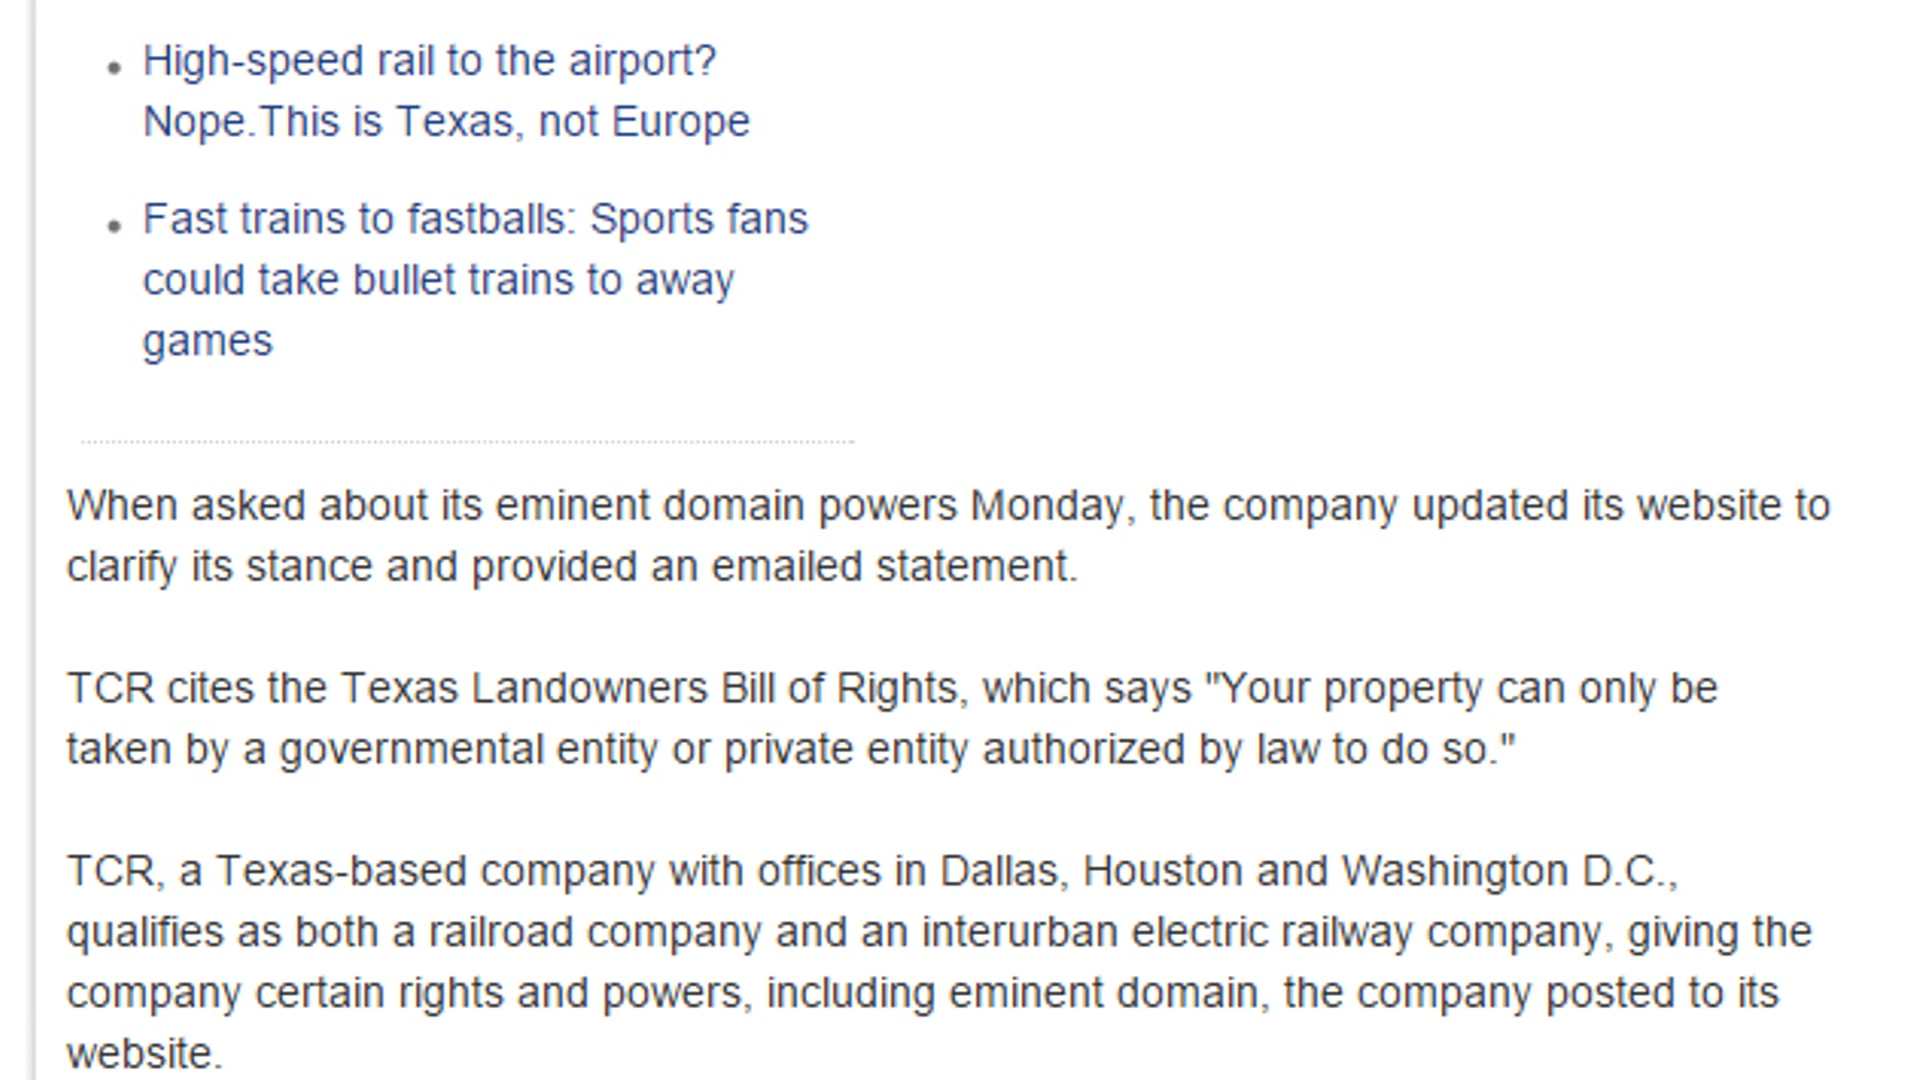 High-speed rail to the airport?
Nope.This is Texas, not Europe
Fast trains to fastballs: Sports fans
could take bullet trains to away
games
When asked about its eminent domain powers Monday, the company updated its website to
clarify its stance and provided an emailed statement.
TCR cites the Texas Landowners Bill of Rights, which says "Your property can only be
taken by a governmental entity or private entity authorized by law to do so."
TCR, a Texas-based company with offices in Dallas, Houston and Washington D.C.,
qualifies as both a railroad company and an interurban electric railway company, giving the
company certain rights and powers, including eminent domain, the company posted to its
website.